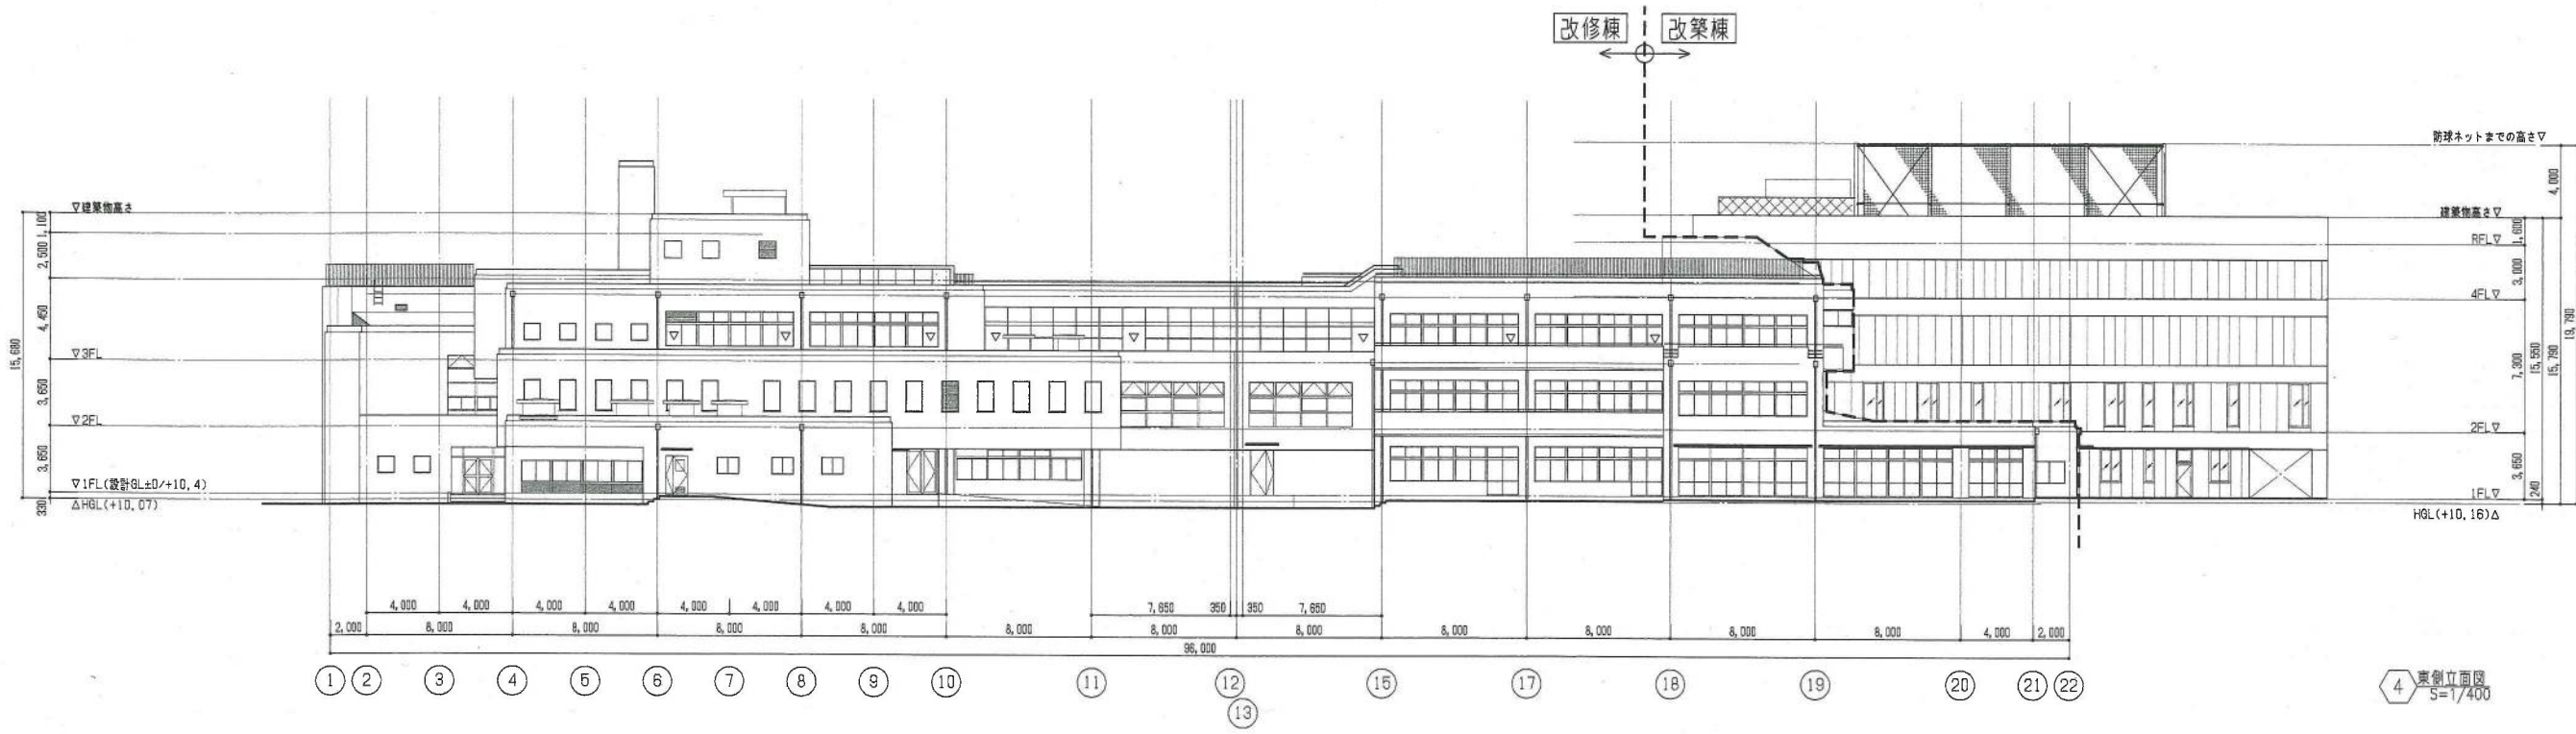 改修棟 改築棟
防球ネットまでの高さ▽
4,000
▽建築物高さ
建築物高さ▽
1,100
1,600
RFL▽
2,500
3,000
4FL▽
4,450
15,680
19,790
15,790
15,550
▽3FL
7,300
3,650
▽2FL
2FL▽
3,650
3,650
▽1FL(設計GL±0/+10,4)
1FL▽
240
330
△HGL(+10,07)
HGL(+10,16)△
4,000 4,000 4,000 4,000 4,000 4,000 4,000 4,000 7,650 350 350 7,650
2,000 8,000 8,000 8,000 8,000 8,000 8,000 8,000 8,000 8,000 8,000 8,000 4,000 2,000
96,000
1 2 3 4 5 6 7 8 9 10 11 12 15 17 18 19 20 21 22
13
4 東側立面図
S=1/400